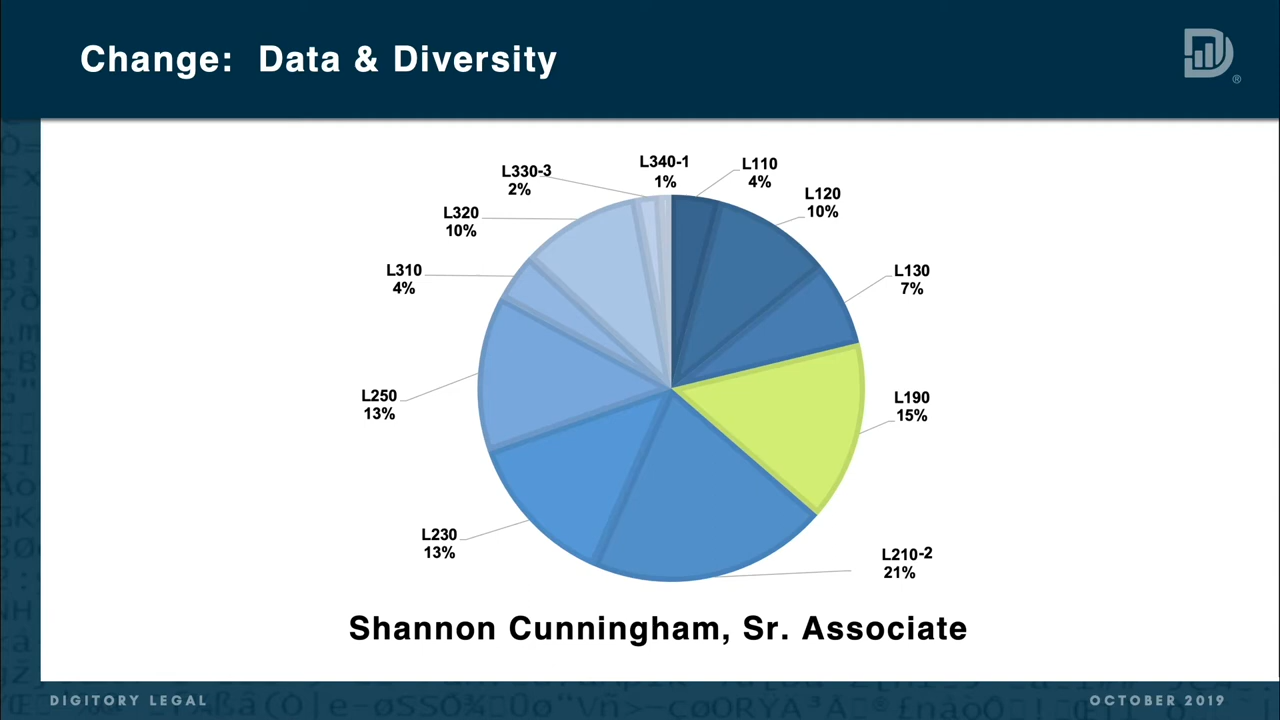 Change: Data & Diversity
®
L330-3
2%
L340-1
1%
L110
4%
L120
10%
L320
10%
L310
4%
L130
7%
L250
13%
L190
15%
L230
13%
L210-2
21%
Shannon Cunningham, Sr. Associate
DIGITORY LEGAL
OCTOBER 2019